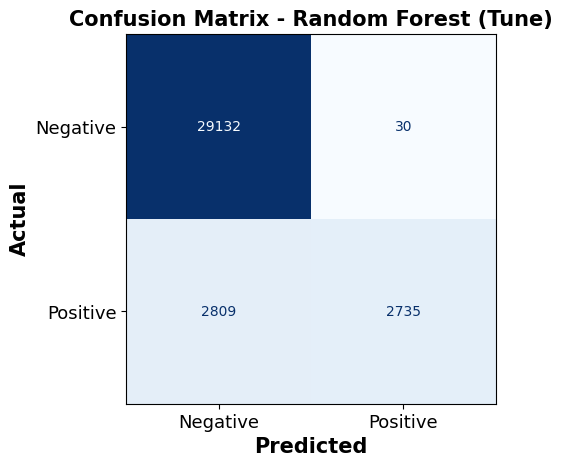 Confusion Matrix - Random Forest (Tune)
Actual
Negative
29132
30
Positive
2809
2735
Negative
Positive
Predicted